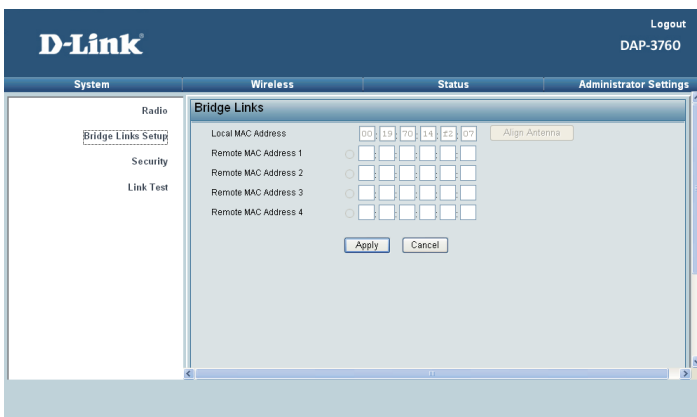 Logout
D-Link
DAP-3760
System Wireless Status Administrator Settings
Radio
Bridge Links Setup
Security
Link Test
Bridge Links
Local MAC Address 00 : 19 : 70 : 14 : f2 : 07 Align Antenna
Remote MAC Address 1 : : : : :
Remote MAC Address 2 : : : : :
Remote MAC Address 3 : : : : :
Remote MAC Address 4 : : : : :
Apply Cancel